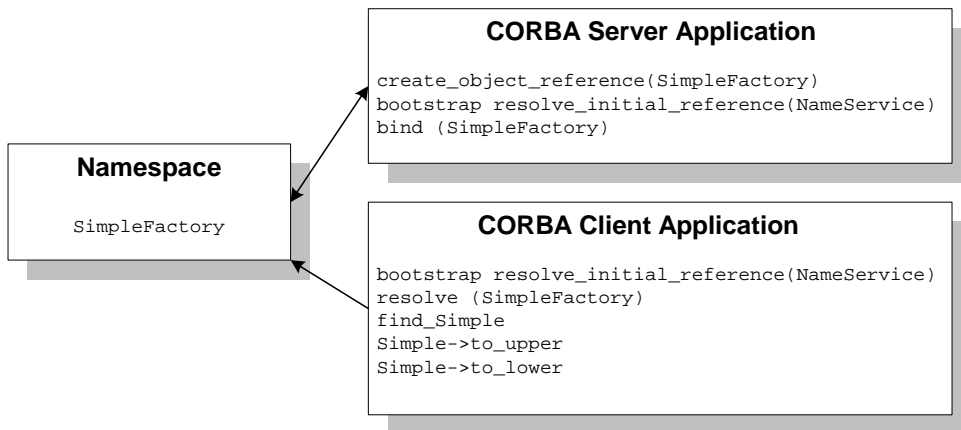 CORBA Server Application
create_object_reference(SimpleFactory)
bootstrap resolve_initial_reference(NameService)
bind (SimpleFactory)
Namespace
SimpleFactory
CORBA Client Application
bootstrap resolve_initial_reference(NameService)
resolve (SimpleFactory)
find_Simple
Simple->to_upper
Simple->to_lower